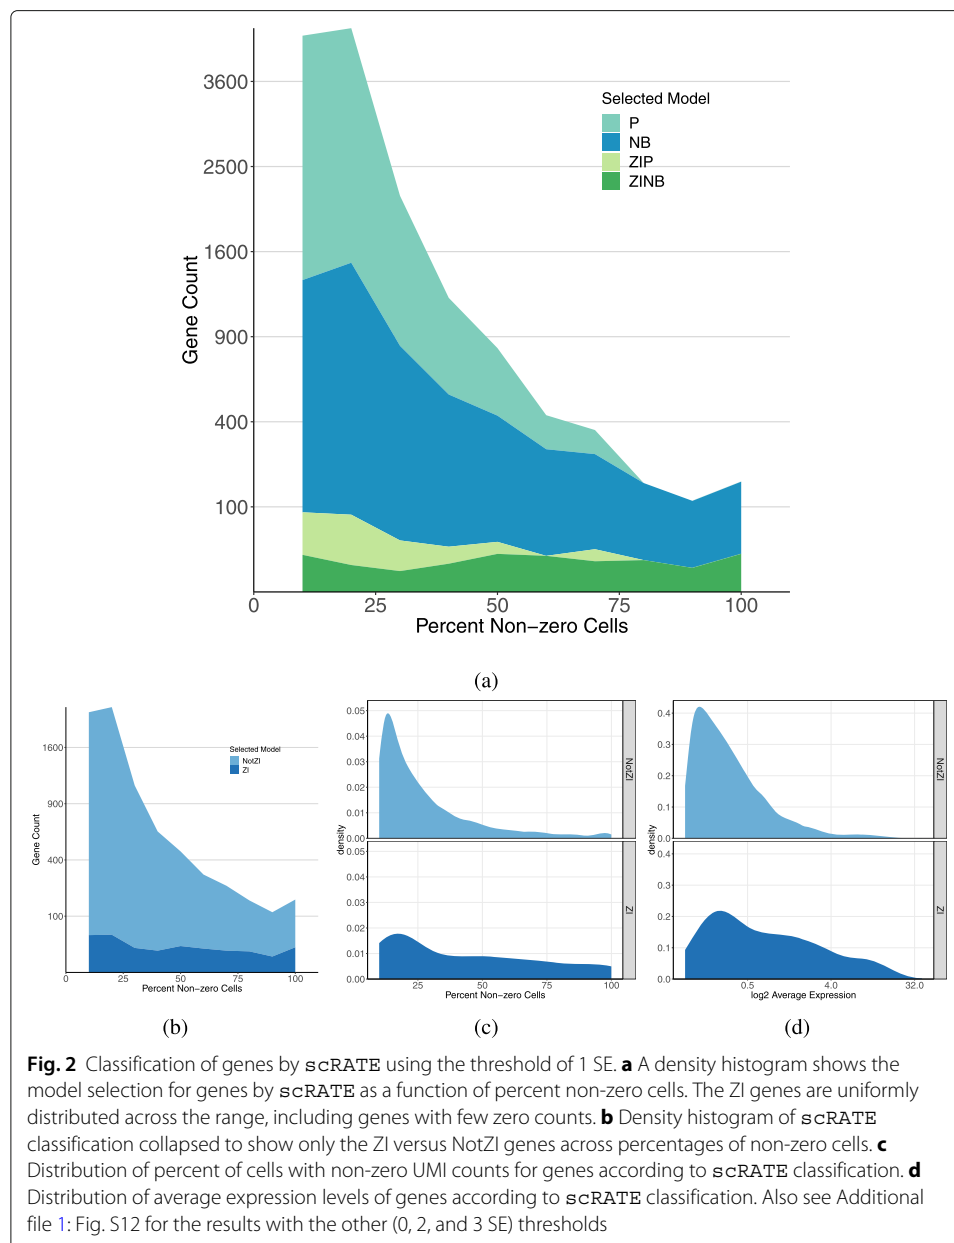 3600
2500
1600
900
400
100
Gene Count
Selected Model
P
NB
ZIP
ZINB
0 25 50 75 100
Percent Non−zero Cells
(a)
1600
900
400
100
Gene Count
Selected Model
NotZI
ZI
0 25 50 75 100
Percent Non−zero Cells
(b)
0.05
0.04
0.03
0.02
0.01
0.00
NotZI
density
0.05
0.04
0.03
0.02
0.01
0.00
ZI
25 50 75 100
Percent Non−zero Cells
(c)
0.4
0.3
0.2
0.1
0.0
NotZI
density
0.4
0.3
0.2
0.1
0.0
ZI
0.5 4.0 32.0
log2 Average Expression
(d)
Fig. 2 Classification of genes by scRATE using the threshold of 1 SE. a A density histogram shows the
model selection for genes by scRATE as a function of percent non-zero cells. The ZI genes are uniformly
distributed across the range, including genes with few zero counts. b Density histogram of scRATE
classification collapsed to show only the ZI versus NotZI genes across percentages of non-zero cells. c
Distribution of percent of cells with non-zero UMI counts for genes according to scRATE classification. d
Distribution of average expression levels of genes according to scRATE classification. Also see Additional
file 1: Fig. S12 for the results with the other (0, 2, and 3 SE) thresholds